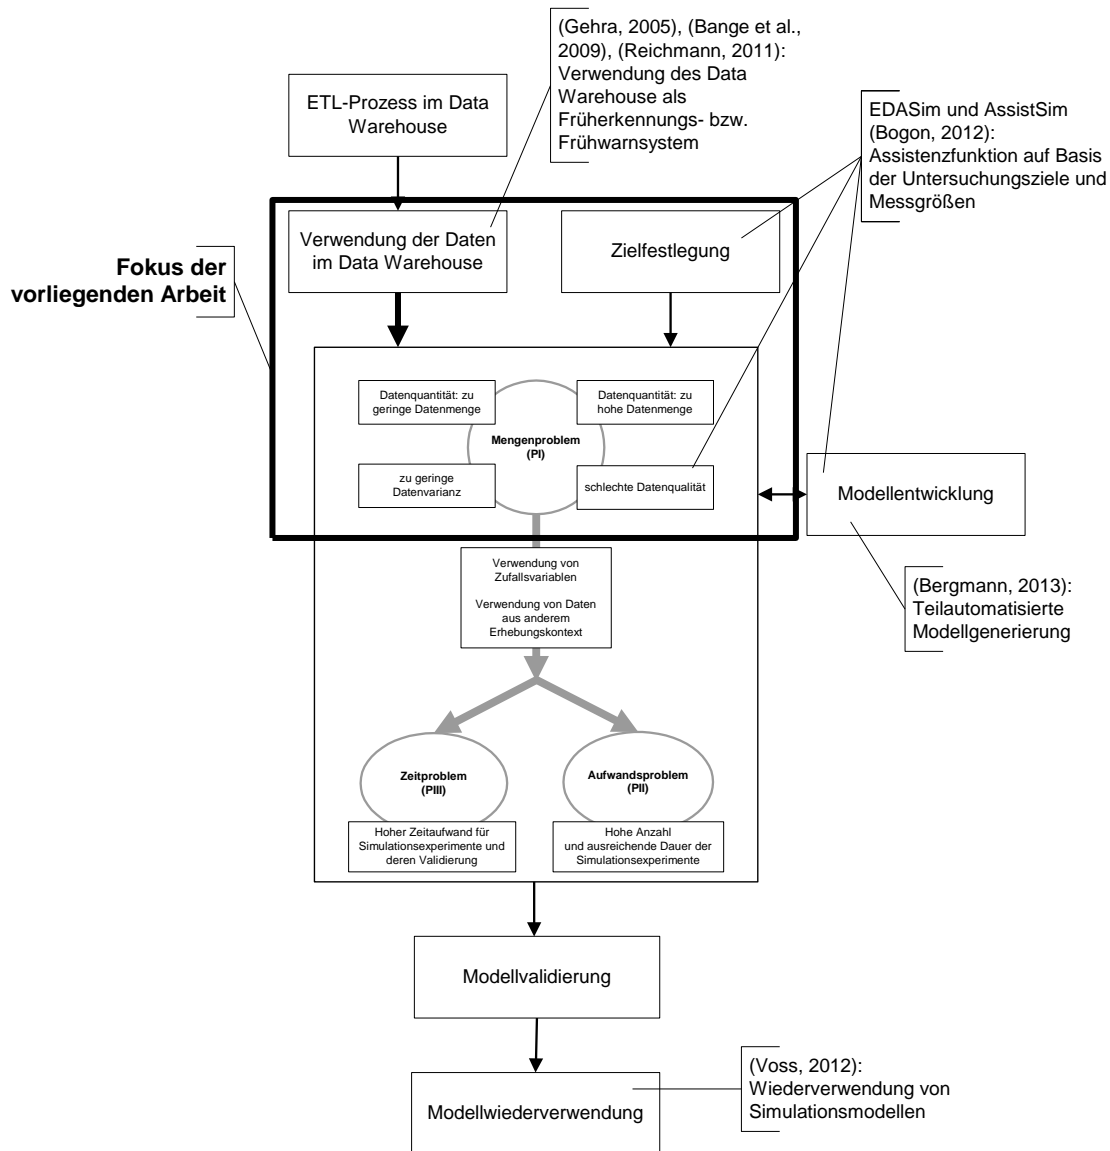 (Gehra, 2005), (Bange et al.,
2009), (Reichmann, 2011):
Verwendung des Data
Warehouse als
Früherkennungs- bzw.
Frühwarnsystem
ETL-Prozess im Data
Warehouse
EDASim und AssistSim
(Bogon, 2012):
Assistenzfunktion auf Basis
der Untersuchungsziele und
Messgrößen
Verwendung der Daten
im Data Warehouse
Zielfestlegung
Fokus der
vorliegenden Arbeit
Datenquantität: zu
geringe Datenmenge
Datenquantität: zu
hohe Datenmenge
Mengenproblem
(PI)
zu geringe
Datenvarianz
schlechte Datenqualität
Modellentwicklung
Verwendung von
Zufallsvariablen
Verwendung von Daten
aus anderem
Erhebungskontext
(Bergmann, 2013):
Teilautomatisierte
Modellgenerierung
Zeitproblem
(PIII)
Aufwandsproblem
(PII)
Hoher Zeitaufwand für
Simulationsexperimente und
deren Validierung
Hohe Anzahl
und ausreichende Dauer der
Simulationsexperimente
Modellvalidierung
(Voss, 2012):
Wiederverwendung von
Simulationsmodellen
Modellwiederverwendung